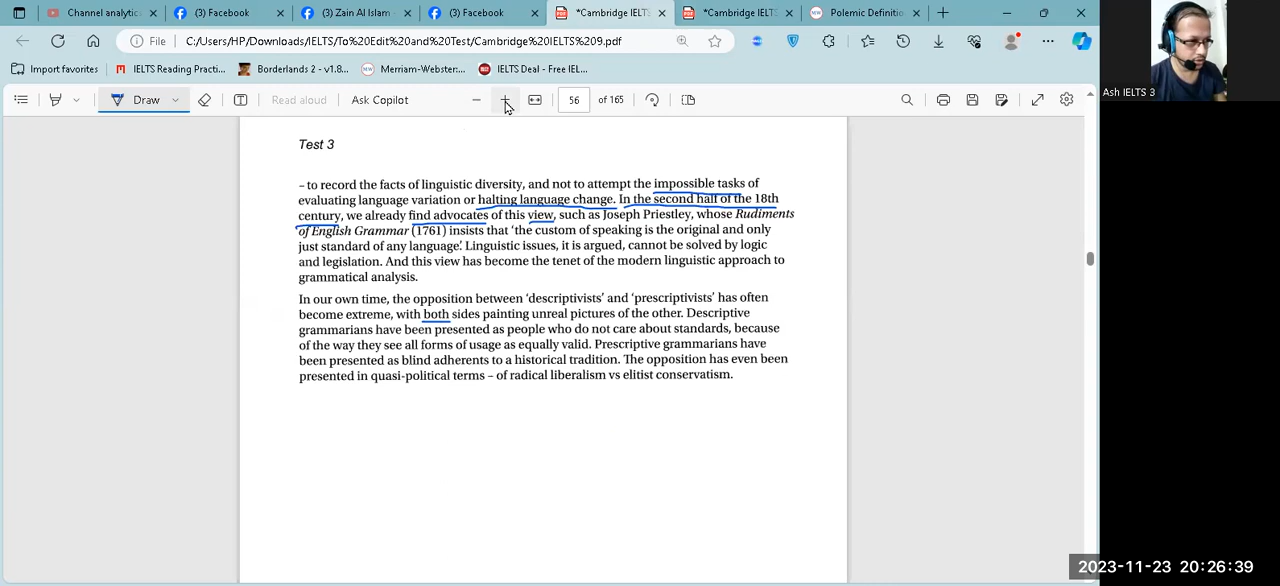 Channel analytic
(3) Facebook
(3) Zain Al Islam
(3) Facebook
*Cambridge IELTS
*Cambridge IELTS
Polemic Definitio
File
C:/Users/HP/Downloads/IELTS/To%20Edit%20and%20Test/Cambridge%20IELTS%209.pdf
Import favorites
IELTS Reading Practi...
Borderlands 2 - v1.8...
Merriam-Webster:...
IELTS Deal - Free IEL...
Draw
Read aloud
Ask Copilot
56
of 165
Ash IELTS 3
Test 3
– to record the facts of linguistic diversity, and not to attempt the impossible tasks of
evaluating language variation or halting language change. In the second half of the 18th
century, we already find advocates of this view, such as Joseph Priestley, whose Rudiments
of English Grammar (1761) insists that 'the custom of speaking is the original and only
just standard of any language.' Linguistic issues, it is argued, cannot be solved by logic
and legislation. And this view has become the tenet of the modern linguistic approach to
grammatical analysis.
In our own time, the opposition between 'descriptivists' and 'prescriptivists' has often
become extreme, with both sides painting unreal pictures of the other. Descriptive
grammarians have been presented as people who do not care about standards, because
of the way they see all forms of usage as equally valid. Prescriptive grammarians have
been presented as blind adherents to a historical tradition. The opposition has even been
presented in quasi-political terms – of radical liberalism vs elitist conservatism.
2023-11-23 20:26:39